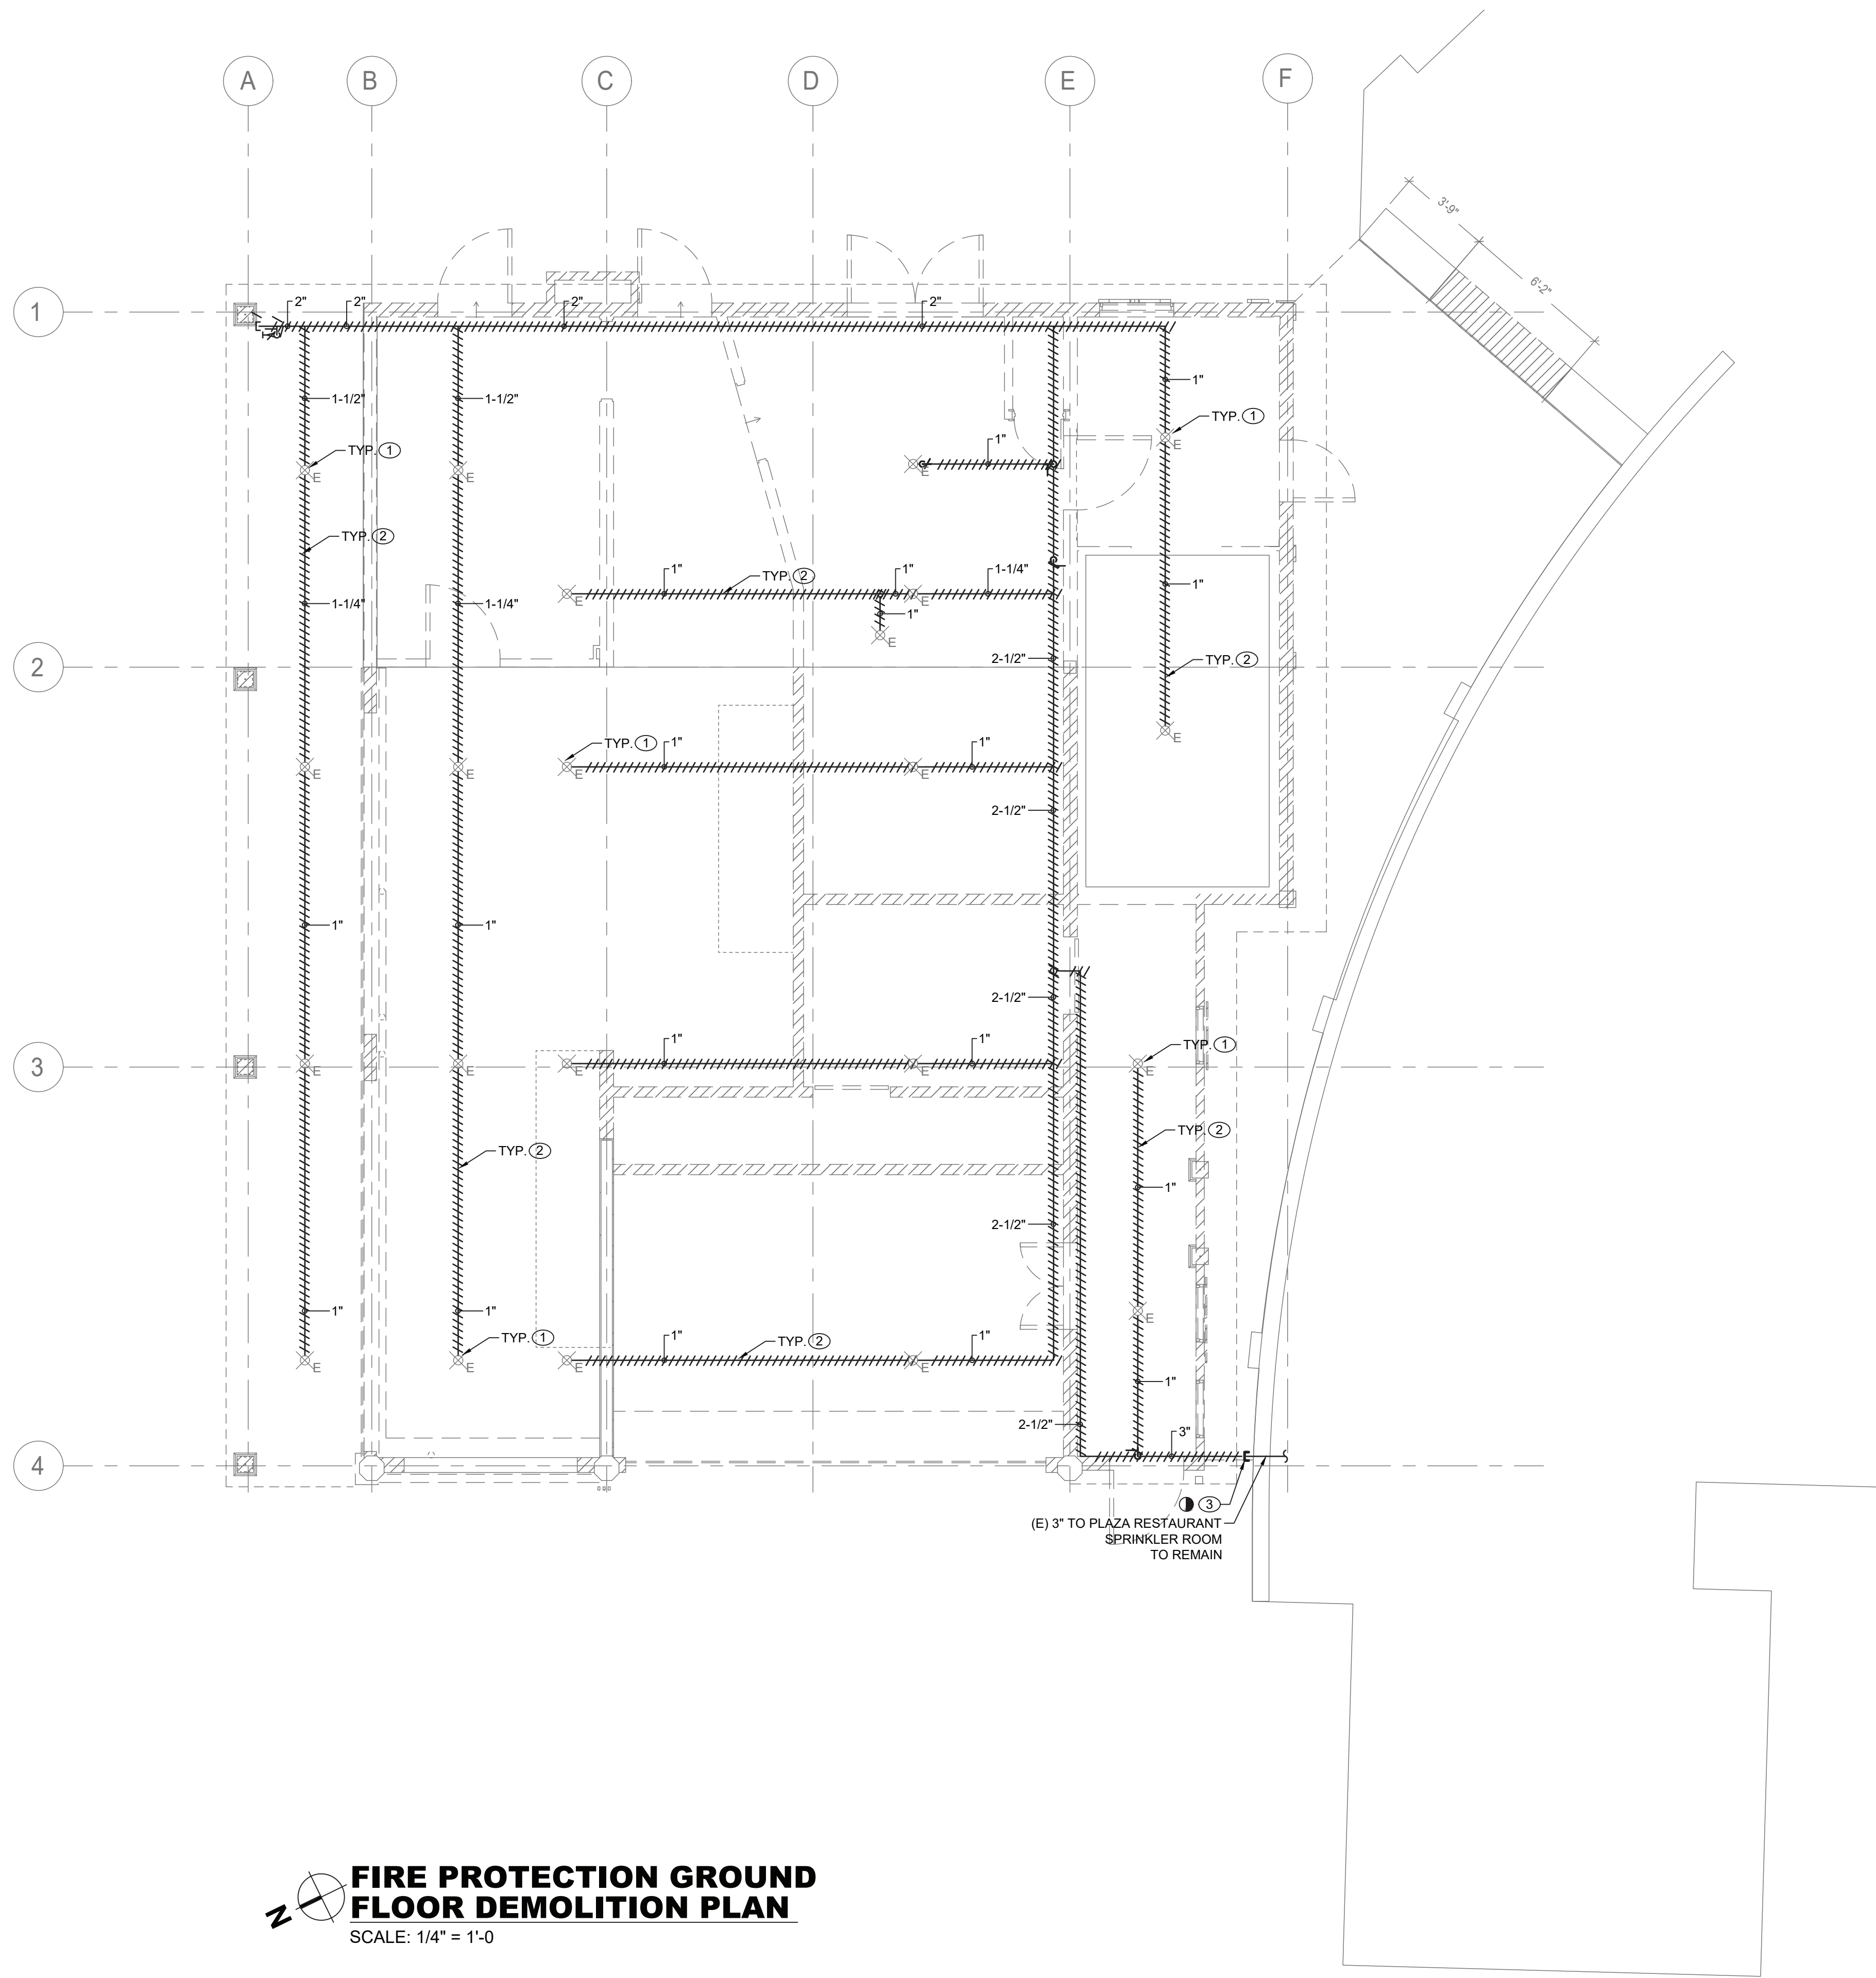 A B C D E F
3'-9"
6'-2"
1
2" 2" 2" 2"
1"
1-1/2" 1-1/2"
TYP. 1
1"
TYP. 1
E E E E
TYP. 2
1" TYP. 2 1" 1-1/4"
1"
1-1/4" 1-1/4"
E E
1"
E
2-1/2"
TYP. 2
2
E
TYP. 1 1" 1"
E E E E
2-1/2"
1" 1"
2-1/2"
1" 1"
TYP. 1
3
E E E E E
TYP. 2
TYP. 2
1"
2-1/2"
1" 1"
E
TYP. 1 1" TYP. 2 1"
E E E E
1"
2-1/2"
3"
4
E
3
(E) 3" TO PLAZA RESTAURANT
SPRINKLER ROOM
TO REMAIN
N
FIRE PROTECTION GROUND
FLOOR DEMOLITION PLAN
SCALE: 1/4" = 1'-0